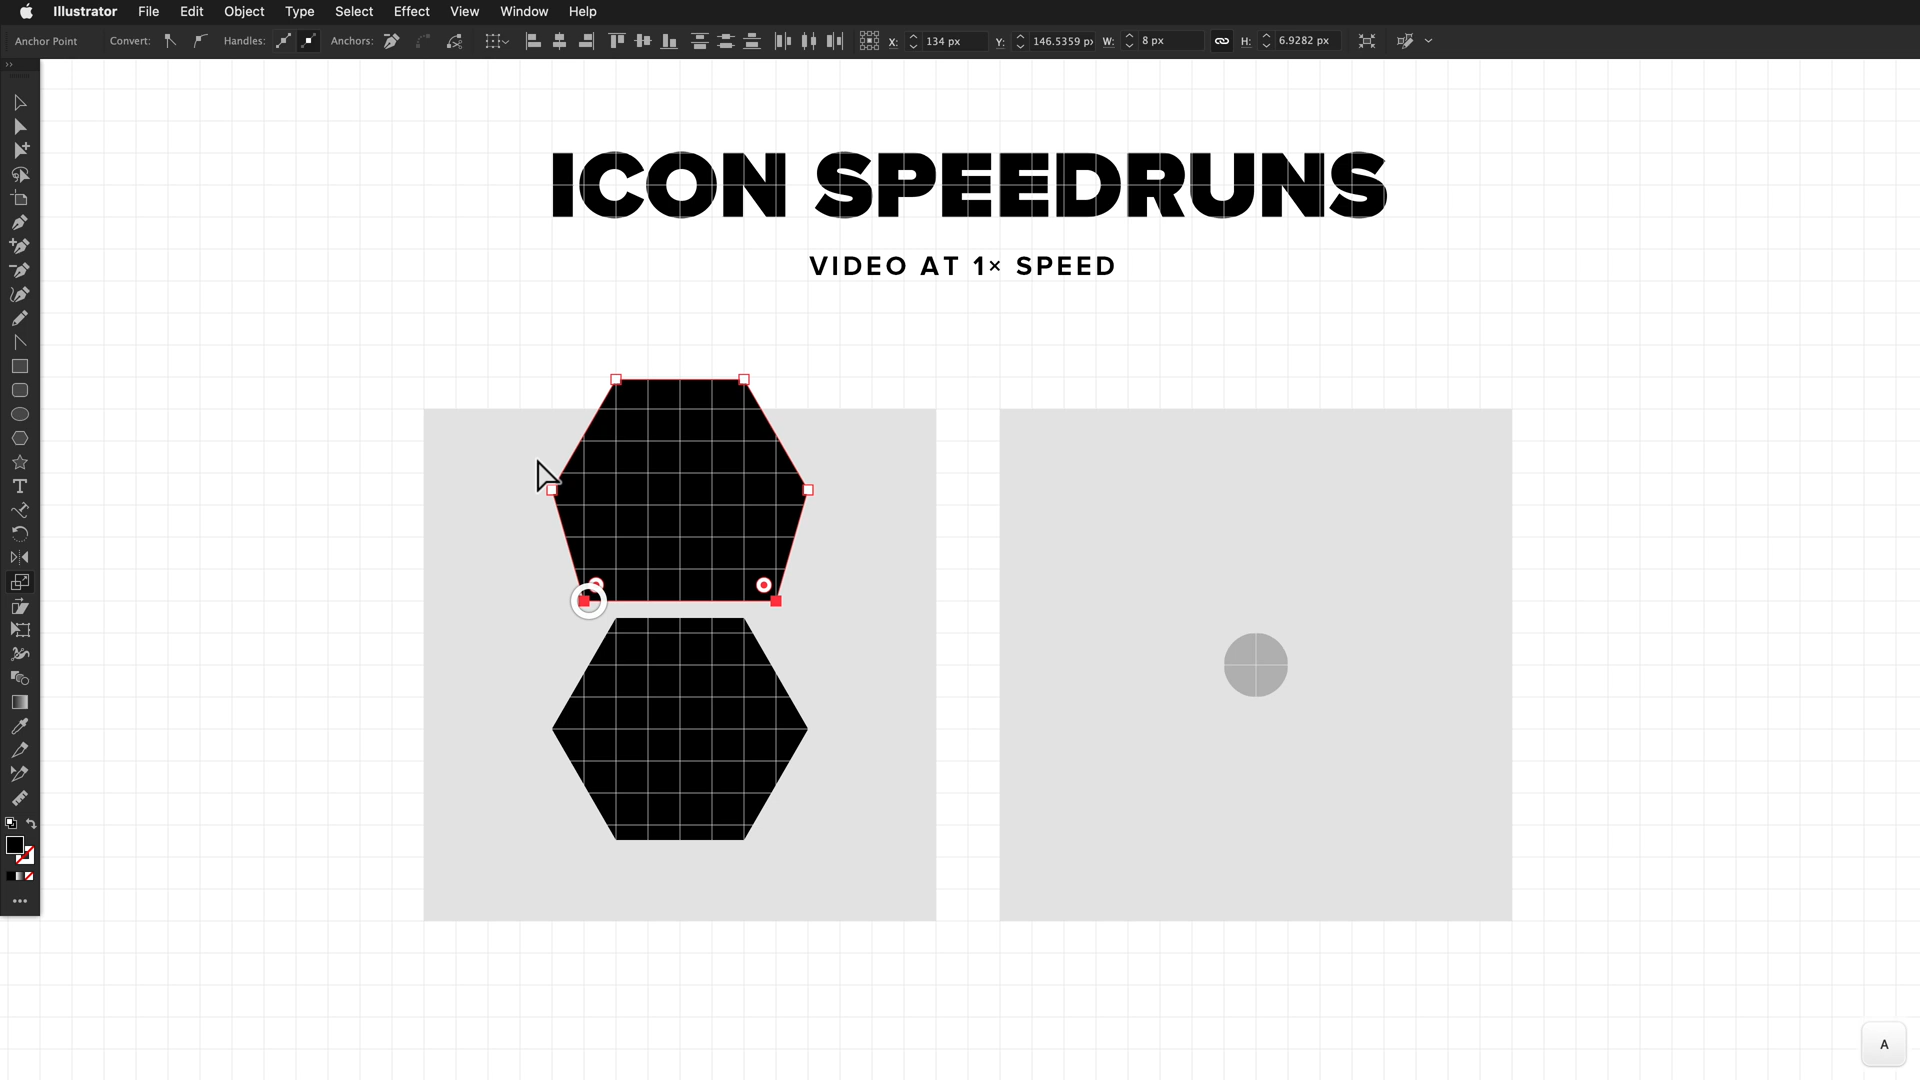 Illustrator File Edit Object Type Select Effect View Window Help
Anchor Point Convert: Handles: Anchors: X: 134 px Y: 146.5359 px W: 8 px H: 6.9282 px
ICON SPEEDRUNS
VIDEO AT 1× SPEED
A